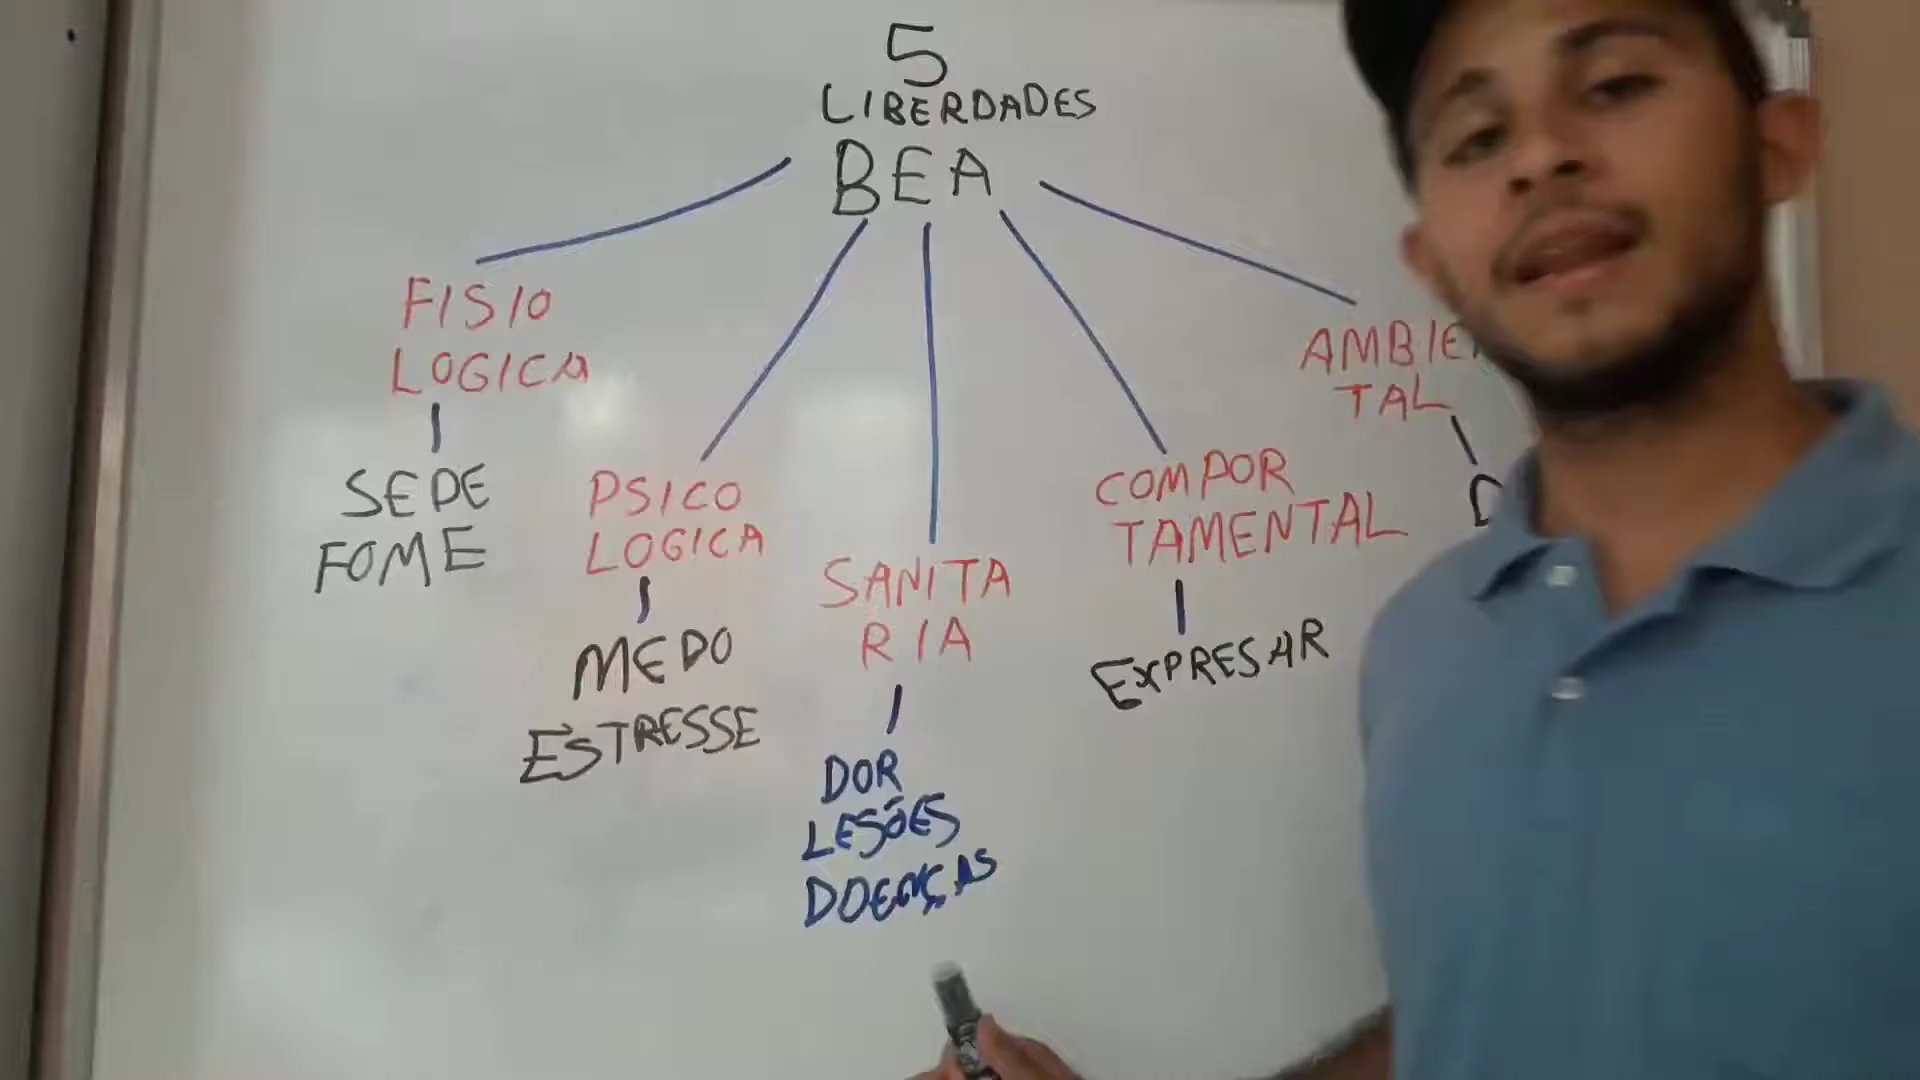 5
LIBERDADES
BEA
FISIO
LOGICA
SEDE
FOME
PSICO
LOGICA
MEDO
ESTRESSE
SANITA
RIA
DOR
LESÕES
DOENÇAS
COMPOR
TAMENTAL
EXPRESAR
TAL